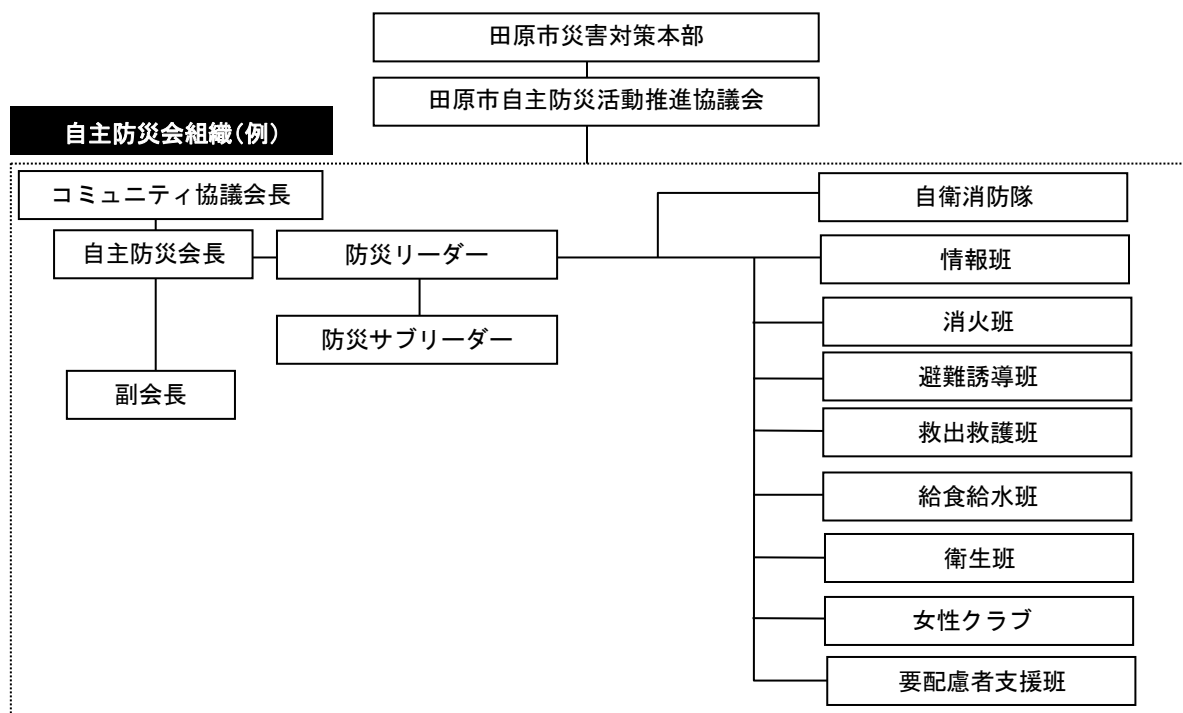 田原市災害対策本部
田原市自主防災活動推進協議会
自主防災会組織（例）
コミュニティ協議会長
自主防災会長
防災リーダー
防災サブリーダー
副会長
自衛消防隊
情報班
消火班
避難誘導班
救出救護班
給食給水班
衛生班
女性クラブ
要配慮者支援班